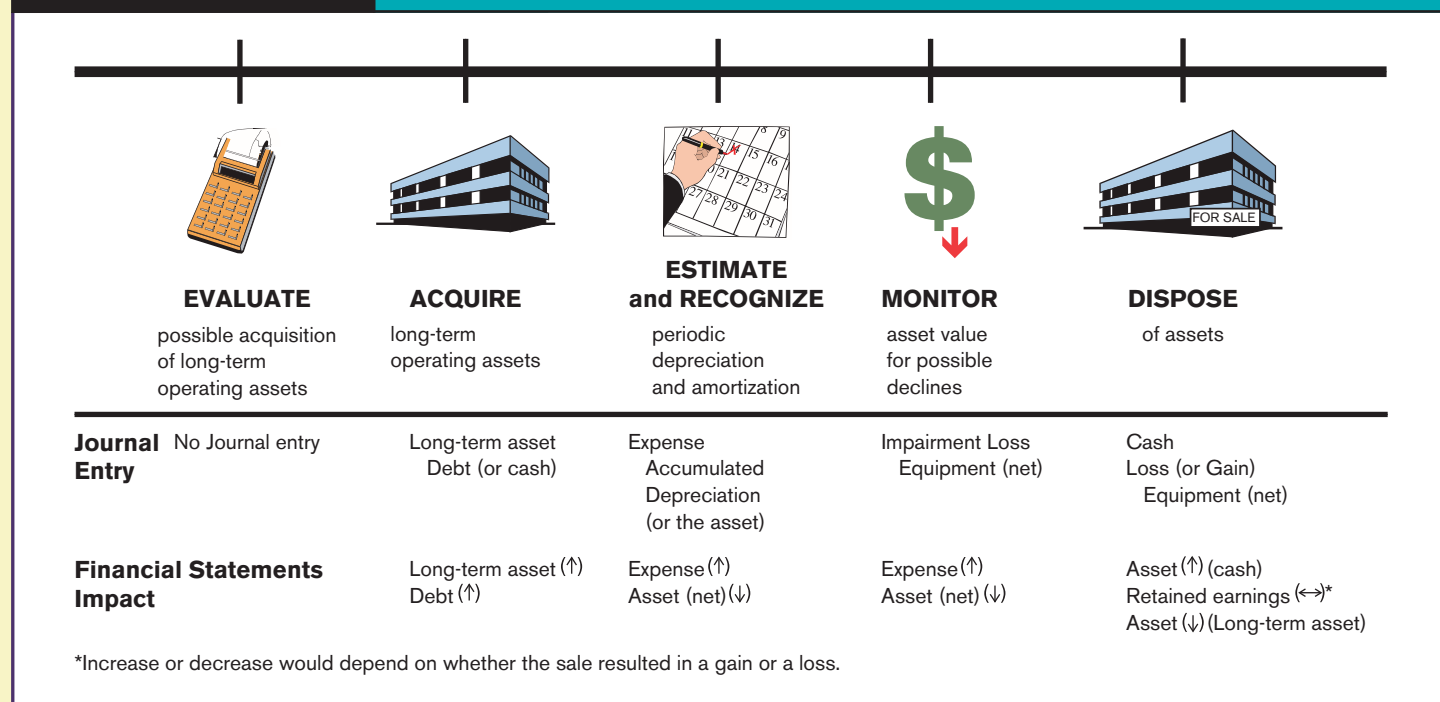 FOR SALE
EVALUATE
possible acquisition
of long-term
operating assets
ACQUIRE
long-term
operating assets
ESTIMATE
and RECOGNIZE
periodic
depreciation
and amortization
MONITOR
asset value
for possible
declines
DISPOSE
of assets
Journal
Entry
No Journal entry
Long-term asset
Debt (or cash)
Expense
Accumulated
Depreciation
(or the asset)
Impairment Loss
Equipment (net)
Cash
Loss (or Gain)
Equipment (net)
Financial Statements
Impact
Long-term asset (↑)
Debt (↑)
Expense (↑)
Asset (net) (↓)
Expense (↑)
Asset (net) (↓)
Asset (↑) (cash)
Retained earnings (↔)*
Asset (↓) (Long-term asset)
*Increase or decrease would depend on whether the sale resulted in a gain or a loss.